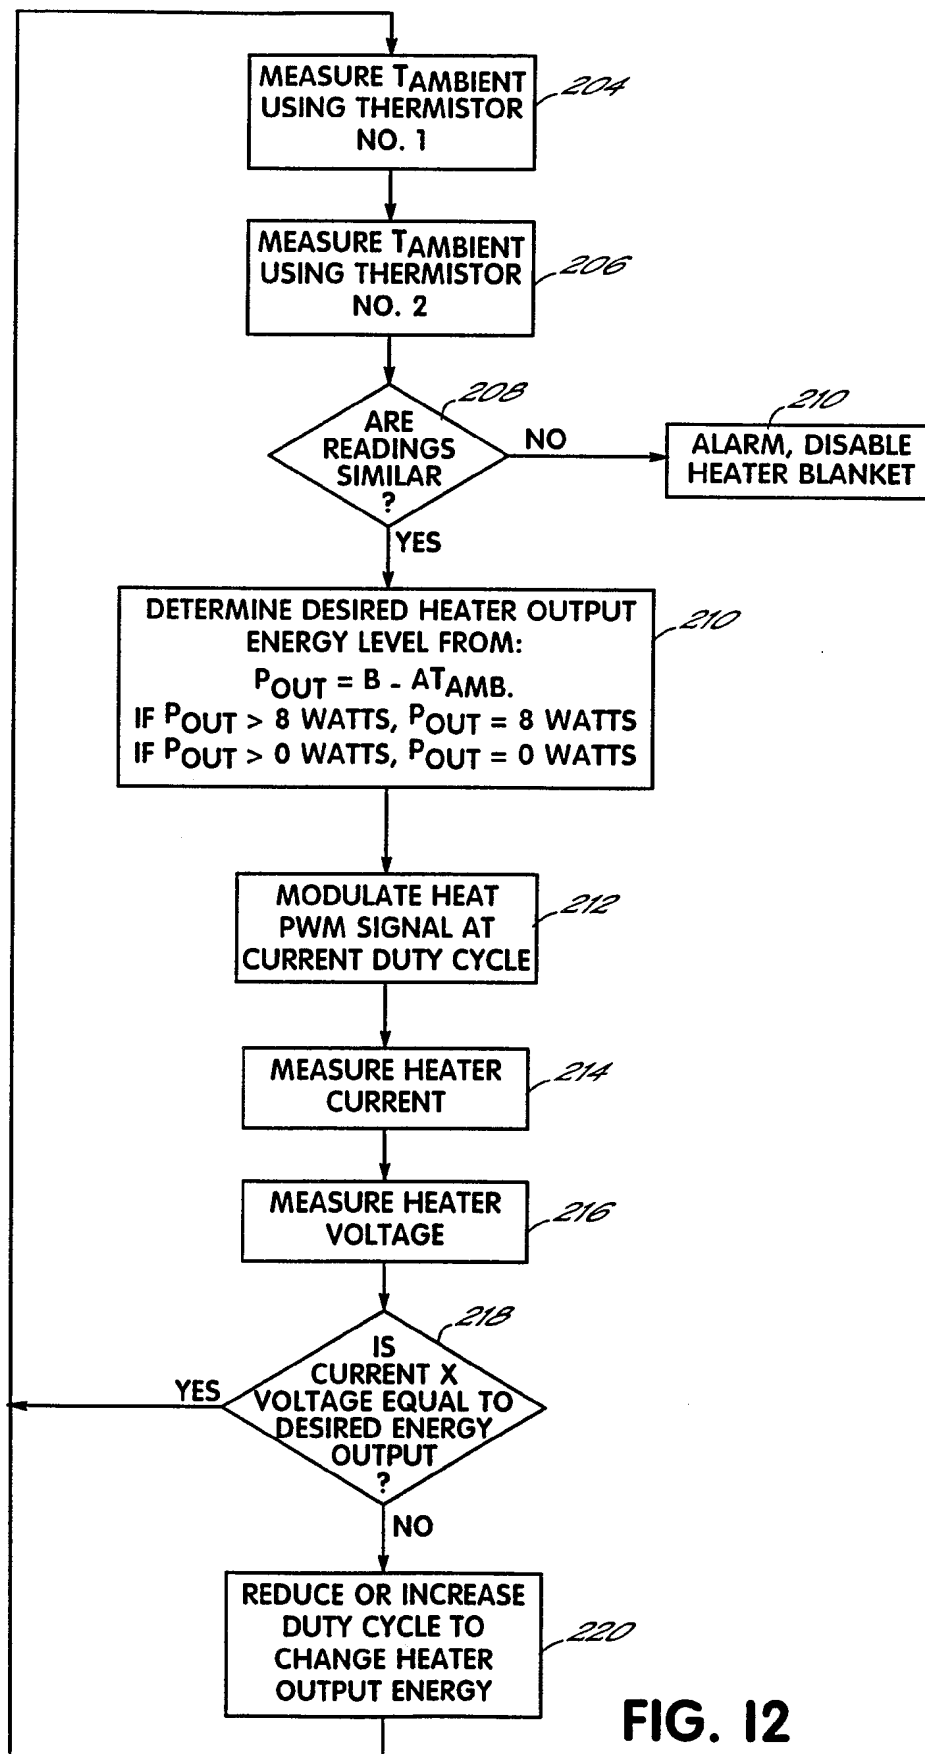 MEASURE TAMBIENT
USING THERMISTOR
NO. 1
204
MEASURE TAMBIENT
USING THERMISTOR
NO. 2
206
ARE
READINGS
SIMILAR
?
208
NO
ALARM, DISABLE
HEATER BLANKET
210
YES
DETERMINE DESIRED HEATER OUTPUT
ENERGY LEVEL FROM:
POUT = B - ATAMB.
IF POUT > 8 WATTS, POUT = 8 WATTS
IF POUT > 0 WATTS, POUT = 0 WATTS
210
MODULATE HEAT
PWM SIGNAL AT
CURRENT DUTY CYCLE
212
MEASURE HEATER
CURRENT
214
MEASURE HEATER
VOLTAGE
216
IS
CURRENT X
VOLTAGE EQUAL TO
DESIRED ENERGY
OUTPUT
?
218
YES
NO
REDUCE OR INCREASE
DUTY CYCLE TO
CHANGE HEATER
OUTPUT ENERGY
220
FIG. 12